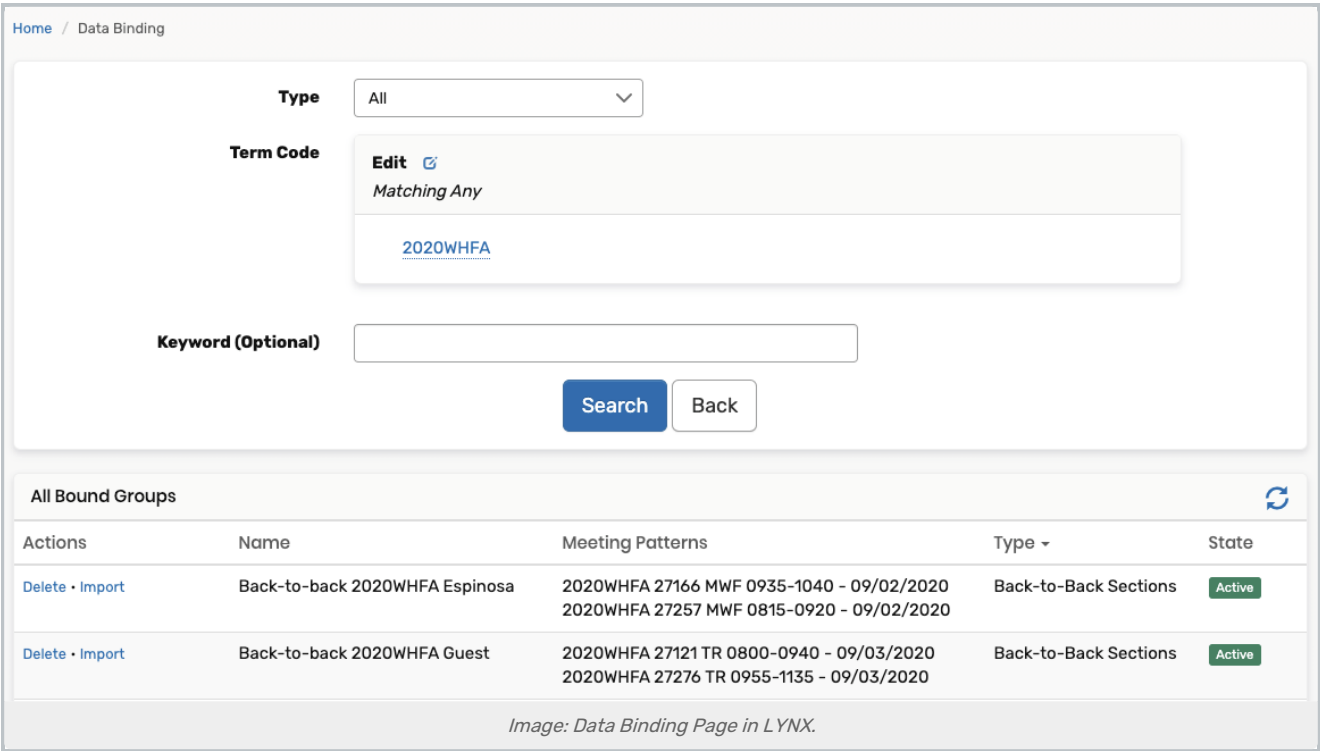 Home / Data Binding
Type All
Term Code
Edit
Matching Any
2020WHFA
Keyword (Optional)
Search Back
All Bound Groups
Actions Name Meeting Patterns Type State
Delete • Import Back-to-back 2020WHFA Espinosa 2020WHFA 27166 MWF 0935-1040 - 09/02/2020 Back-to-Back Sections Active
2020WHFA 27257 MWF 0815-0920 - 09/02/2020
Delete • Import Back-to-back 2020WHFA Guest 2020WHFA 27121 TR 0800-0940 - 09/03/2020 Back-to-Back Sections Active
2020WHFA 27276 TR 0955-1135 - 09/03/2020
Image: Data Binding Page in LYNX.